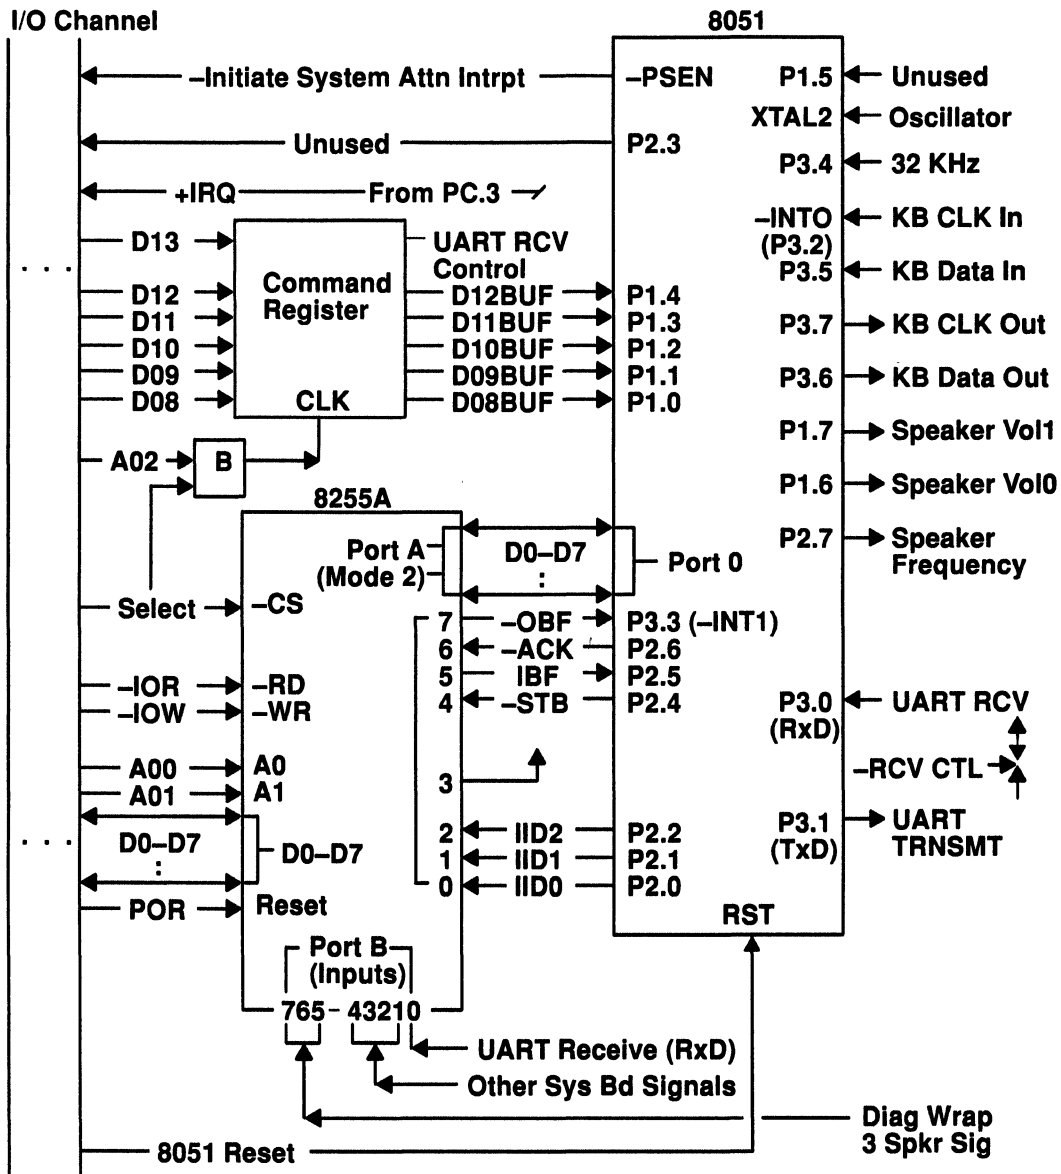 I/O Channel
8051
–Initiate System Attn Intrpt
–PSEN
P1.5
Unused
XTAL2
Oscillator
Unused
P2.3
P3.4
32 KHz
+IRQ
From PC.3
–INTO
(P3.2)
KB CLK In
D13
UART RCV
Control
P3.5
KB Data In
. . .
Command
Register
D12
D12BUF
P1.4
D11
D11BUF
P1.3
P3.7
KB CLK Out
D10
D10BUF
P1.2
D09
D09BUF
P1.1
P3.6
KB Data Out
D08
CLK
D08BUF
P1.0
P1.7
Speaker Vol1
A02
B
P1.6
Speaker Vol0
8255A
P2.7
Speaker
Frequency
Port A
(Mode 2)
D0–D7
:
Port 0
Select
–CS
7
–OBF
P3.3 (–INT1)
6
–ACK
P2.6
5
IBF
P2.5
4
–STB
P2.4
–IOR
–RD
–IOW
–WR
P3.0
(RxD)
UART RCV
A00
A0
A01
A1
3
–RCV CTL
. . .
D0–D7
:
D0–D7
2
IID2
P2.2
1
IID1
P2.1
0
IID0
P2.0
P3.1
(TxD)
UART
TRNSMT
POR
Reset
RST
Port B
(Inputs)
765 – 43210
UART Receive (RxD)
Other Sys Bd Signals
Diag Wrap
3 Spkr Sig
8051 Reset